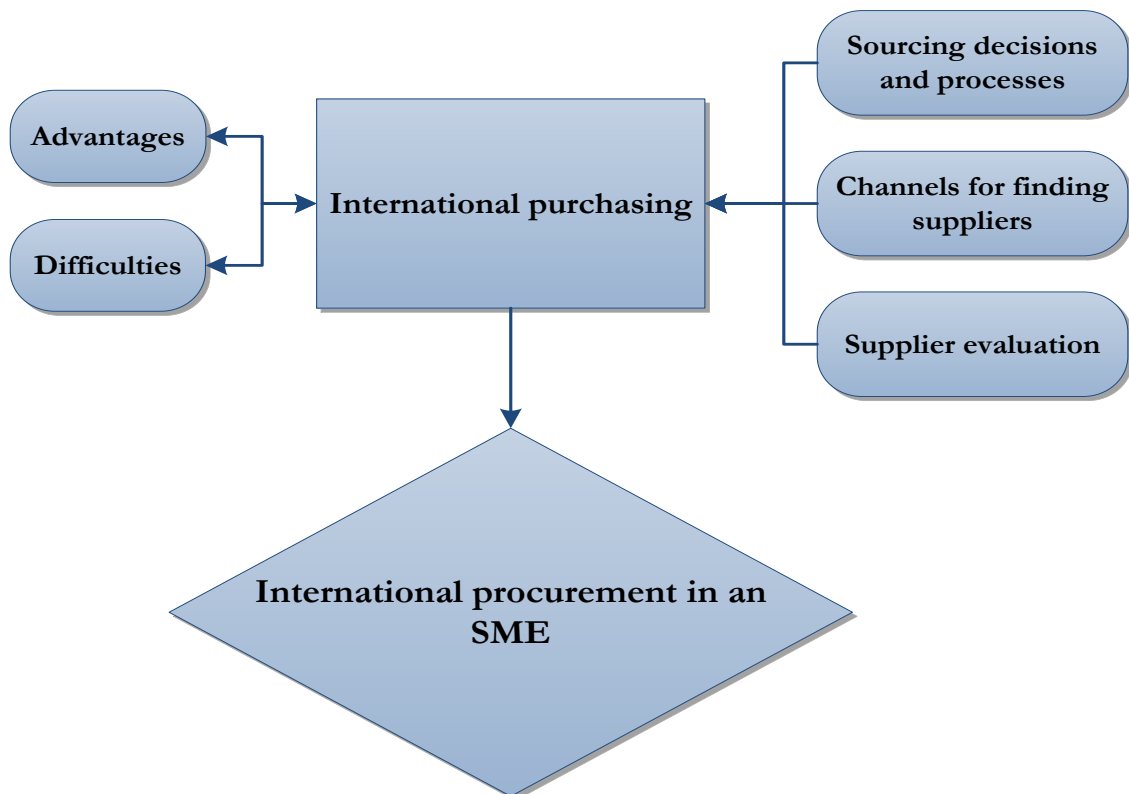 Sourcing decisions
and processes
Advantages
International purchasing
Channels for finding
suppliers
Difficulties
Supplier evaluation
International procurement in an
SME